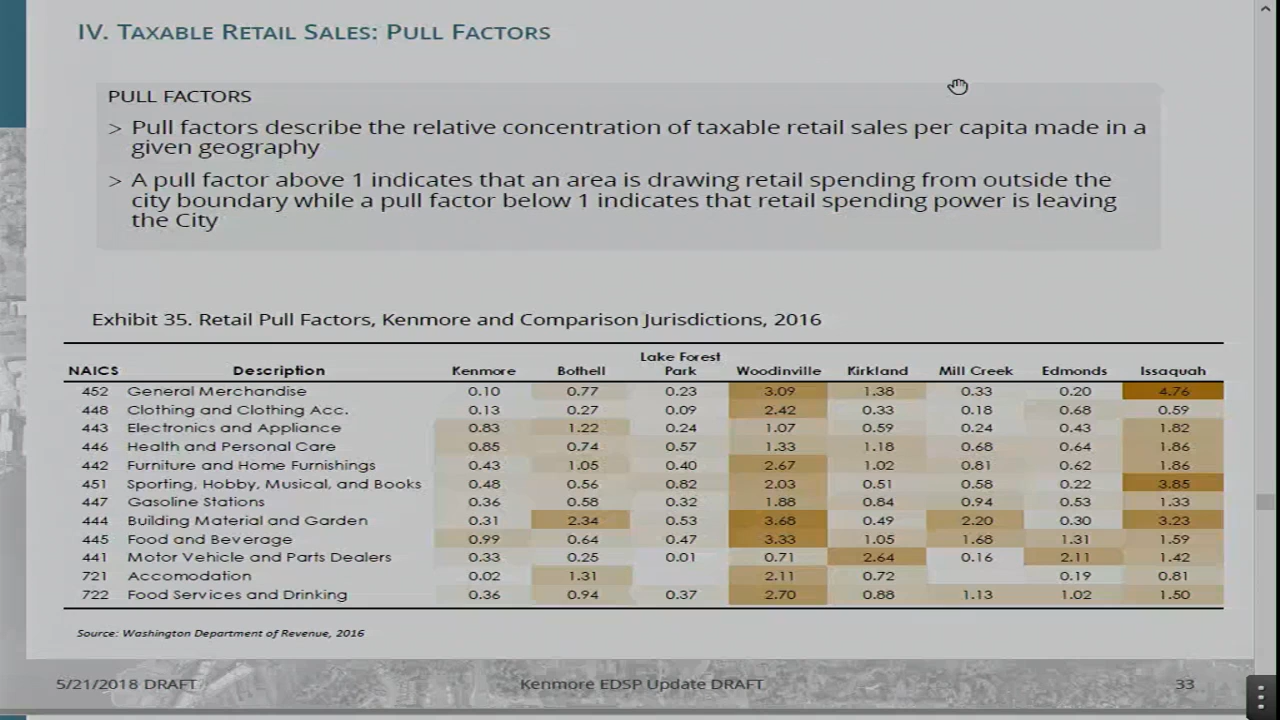 IV. TAXABLE RETAIL SALES: PULL FACTORS
PULL FACTORS
> Pull factors describe the relative concentration of taxable retail sales per capita made in a
given geography
> A pull factor above 1 indicates that an area is drawing retail spending from outside the
city boundary while a pull factor below 1 indicates that retail spending power is leaving
the City
Exhibit 35. Retail Pull Factors, Kenmore and Comparison Jurisdictions, 2016
NAICS Description Kenmore Bothell Lake Forest Park Woodinville Kirkland Mill Creek Edmonds Issaquah
452 General Merchandise 0.10 0.77 0.23 3.09 1.38 0.33 0.20 4.76
448 Clothing and Clothing Acc. 0.13 0.27 0.09 2.42 0.33 0.18 0.68 0.59
443 Electronics and Appliance 0.83 1.22 0.24 1.07 0.59 0.24 0.43 1.82
446 Health and Personal Care 0.85 0.74 0.57 1.33 1.18 0.68 0.64 1.86
442 Furniture and Home Furnishings 0.43 1.05 0.40 2.67 1.02 0.81 0.62 1.86
451 Sporting, Hobby, Musical, and Books 0.48 0.56 0.82 2.03 0.51 0.58 0.22 3.85
447 Gasoline Stations 0.36 0.58 0.32 1.88 0.84 0.94 0.53 1.33
444 Building Material and Garden 0.31 2.34 0.53 3.68 0.49 2.20 0.30 3.23
445 Food and Beverage 0.99 0.64 0.47 3.33 1.05 1.68 1.31 1.59
441 Motor Vehicle and Parts Dealers 0.33 0.25 0.01 0.71 2.64 0.16 2.11 1.42
721 Accomodation 0.02 1.31 2.11 0.72 0.19 0.81
722 Food Services and Drinking 0.36 0.94 0.37 2.70 0.88 1.13 1.02 1.50
Source: Washington Department of Revenue, 2016
5/21/2018 DRAFT Kenmore EDSP Update DRAFT 33